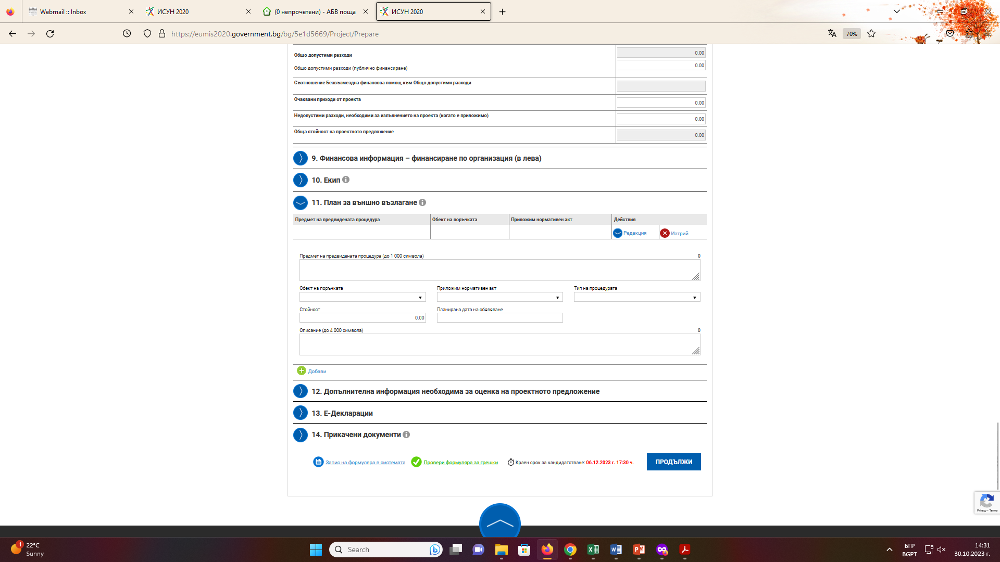 Webmail :: Inbox
ИСУН 2020
(0 непрочетени) - АБВ поща
ИСУН 2020
https://eumis2020.government.bg/bg/5e1d5669/Project/Prepare
70%
Общо допустими разходи
0.00
Общо допустими разходи (публично финансиране)
0.00
Съотношение Безвъзмездна финансова помощ към Общо допустими разходи
Очаквани приходи от проекта
0.00
Недопустими разходи, необходими за изпълнението на проекта (когато е приложимо)
0.00
Обща стойност на проектното предложение
0.00
9. Финансова информация – финансиране по организация (в лева)
10. Екип
11. План за външно възлагане
Предмет на предвидената процедура
Обект на поръчката
Приложим нормативен акт
Действия
Редакция
Изтрий
Предмет на предвидената процедура (до 1 000 символа)
0
Обект на поръчката
Приложим нормативен акт
Тип на процедурата
Стойност
Планирана дата на обявяване
0.00
Описание (до 4 000 символа)
0
Добави
12. Допълнителна информация необходима за оценка на проектното предложение
13. Е-Декларации
14. Прикачени документи
Запис на формуляра в системата
Провери формуляра за грешки
Краен срок за кандидатстване: 06.12.2023 г. 17:30 ч.
ПРОДЪЛЖИ
Privacy - Terms
1
22°C
Sunny
Search
БГР
BGPT
14:31
30.10.2023 г.